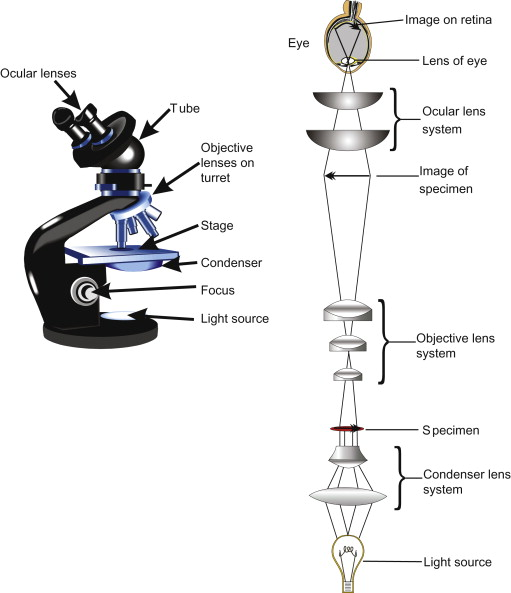 Ocular lenses
Tube
Objective
lenses on
turret
Stage
Condenser
Focus
Light source
Image on retina
Eye
Lens of eye
Ocular lens
system
Image of
specimen
Objective lens
system
Specimen
Condenser lens
system
Light source